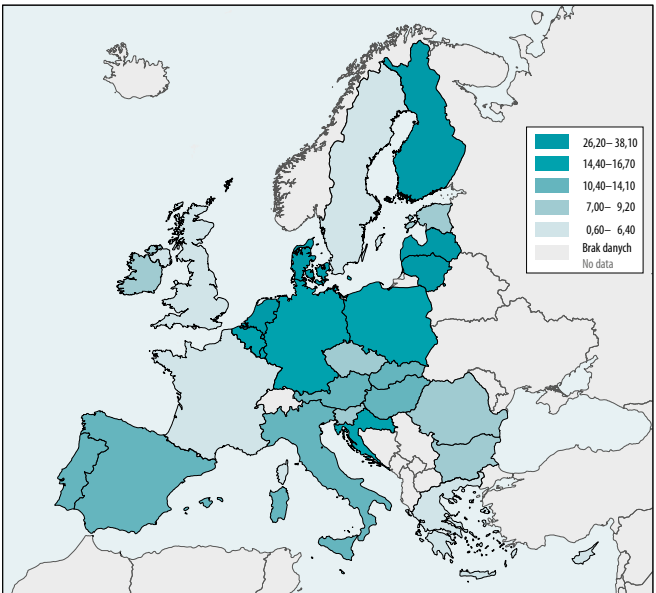 26,20– 38,10
14,40–16,70
10,40–14,10
7,00– 9,20
0,60– 6,40
Brak danych
No data